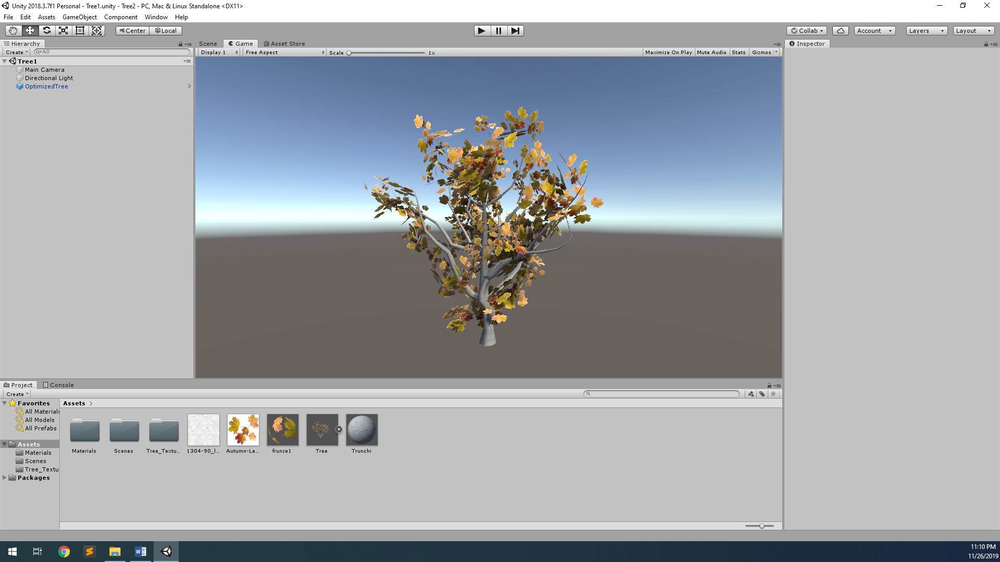 Unity 2018.3.7f1 Personal - Tree1.unity - Tree2 - PC, Mac & Linux Standalone <DX11>
File Edit Assets GameObject Component Window Help
Center Local Collab Account Layers Layout
Hierarchy Scene Game Asset Store Inspector
Create All Display 1 Free Aspect Scale 1x Maximize On Play Mute Audio Stats Gizmos
Tree1
Main Camera
Directional Light
OptimizedTree
Project Console
Create
Favorites Assets
All Materials
All Models
All Prefabs
Assets
Materials
Scenes
Tree_Textu
Packages
Materials Scenes Tree_Textu... 1304-90_l... Autumn-Le... frunze1 Tree Trunchi
11:10 PM
11/26/2019